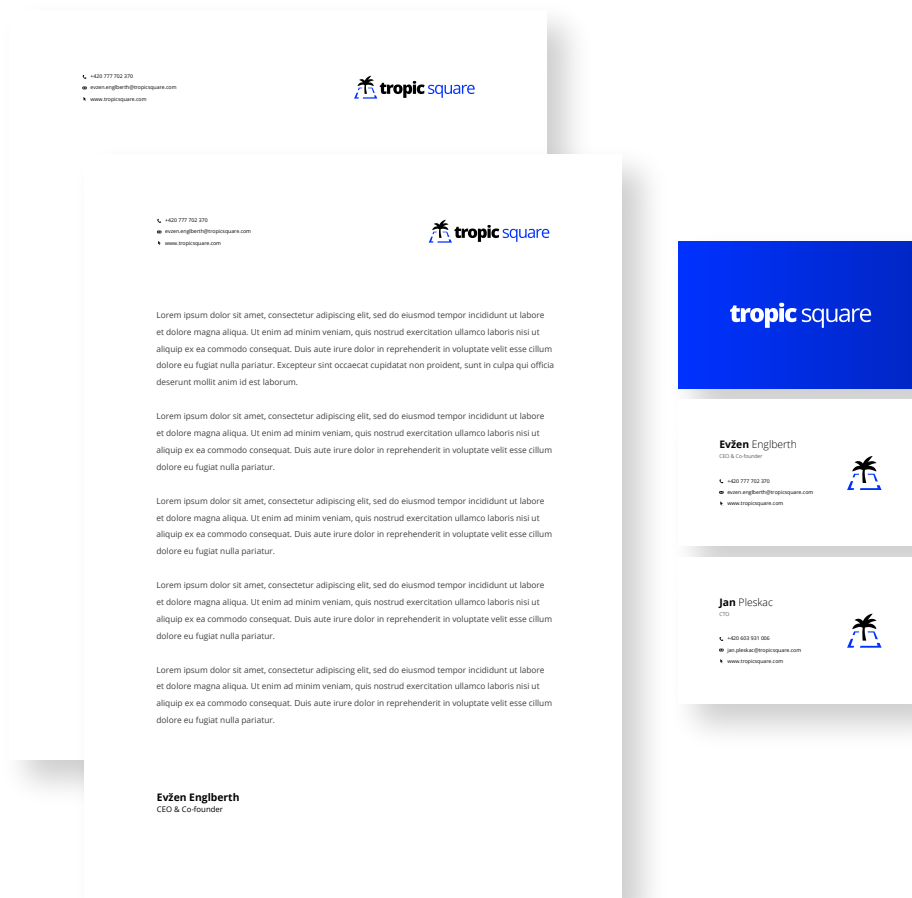 +420 777 702 370
evzen.englberth@tropicsquare.com
www.tropicsquare.com
tropic square
+420 777 702 370
evzen.englberth@tropicsquare.com
www.tropicsquare.com
tropic square
Lorem ipsum dolor sit amet, consectetur adipiscing elit, sed do eiusmod tempor incididunt ut labore
et dolore magna aliqua. Ut enim ad minim veniam, quis nostrud exercitation ullamco laboris nisi ut
aliquip ex ea commodo consequat. Duis aute irure dolor in reprehenderit in voluptate velit esse cillum
dolore eu fugiat nulla pariatur. Excepteur sint occaecat cupidatat non proident, sunt in culpa qui officia
deserunt mollit anim id est laborum.
Lorem ipsum dolor sit amet, consectetur adipiscing elit, sed do eiusmod tempor incididunt ut labore
et dolore magna aliqua. Ut enim ad minim veniam, quis nostrud exercitation ullamco laboris nisi ut
aliquip ex ea commodo consequat. Duis aute irure dolor in reprehenderit in voluptate velit esse cillum
dolore eu fugiat nulla pariatur.
Lorem ipsum dolor sit amet, consectetur adipiscing elit, sed do eiusmod tempor incididunt ut labore
et dolore magna aliqua. Ut enim ad minim veniam, quis nostrud exercitation ullamco laboris nisi ut
aliquip ex ea commodo consequat. Duis aute irure dolor in reprehenderit in voluptate velit esse cillum
dolore eu fugiat nulla pariatur.
Lorem ipsum dolor sit amet, consectetur adipiscing elit, sed do eiusmod tempor incididunt ut labore
et dolore magna aliqua. Ut enim ad minim veniam, quis nostrud exercitation ullamco laboris nisi ut
aliquip ex ea commodo consequat. Duis aute irure dolor in reprehenderit in voluptate velit esse cillum
dolore eu fugiat nulla pariatur.
Lorem ipsum dolor sit amet, consectetur adipiscing elit, sed do eiusmod tempor incididunt ut labore
et dolore magna aliqua. Ut enim ad minim veniam, quis nostrud exercitation ullamco laboris nisi ut
aliquip ex ea commodo consequat. Duis aute irure dolor in reprehenderit in voluptate velit esse cillum
dolore eu fugiat nulla pariatur.
Evžen Englberth
CEO & Co-founder
tropic square
Evžen Englberth
CEO & Co-founder
+420 777 702 370
evzen.englberth@tropicsquare.com
www.tropicsquare.com
Jan Pleskac
CTO
+420 603 931 006
jan.pleskac@tropicsquare.com
www.tropicsquare.com